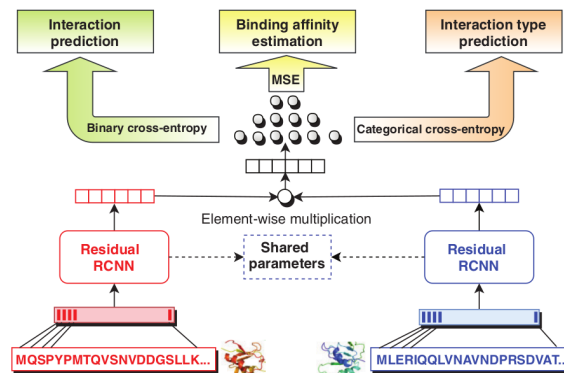 Interaction
prediction
Binding affinity
estimation
Interaction type
prediction
MSE
Binary cross-entropy
Categorical cross-entropy
Element-wise multiplication
Residual
RCNN
Shared
parameters
Residual
RCNN
MQSPYPMTQVSNVDDGSLLK...
MLERIQQLVNAVNDPRSDVAT..